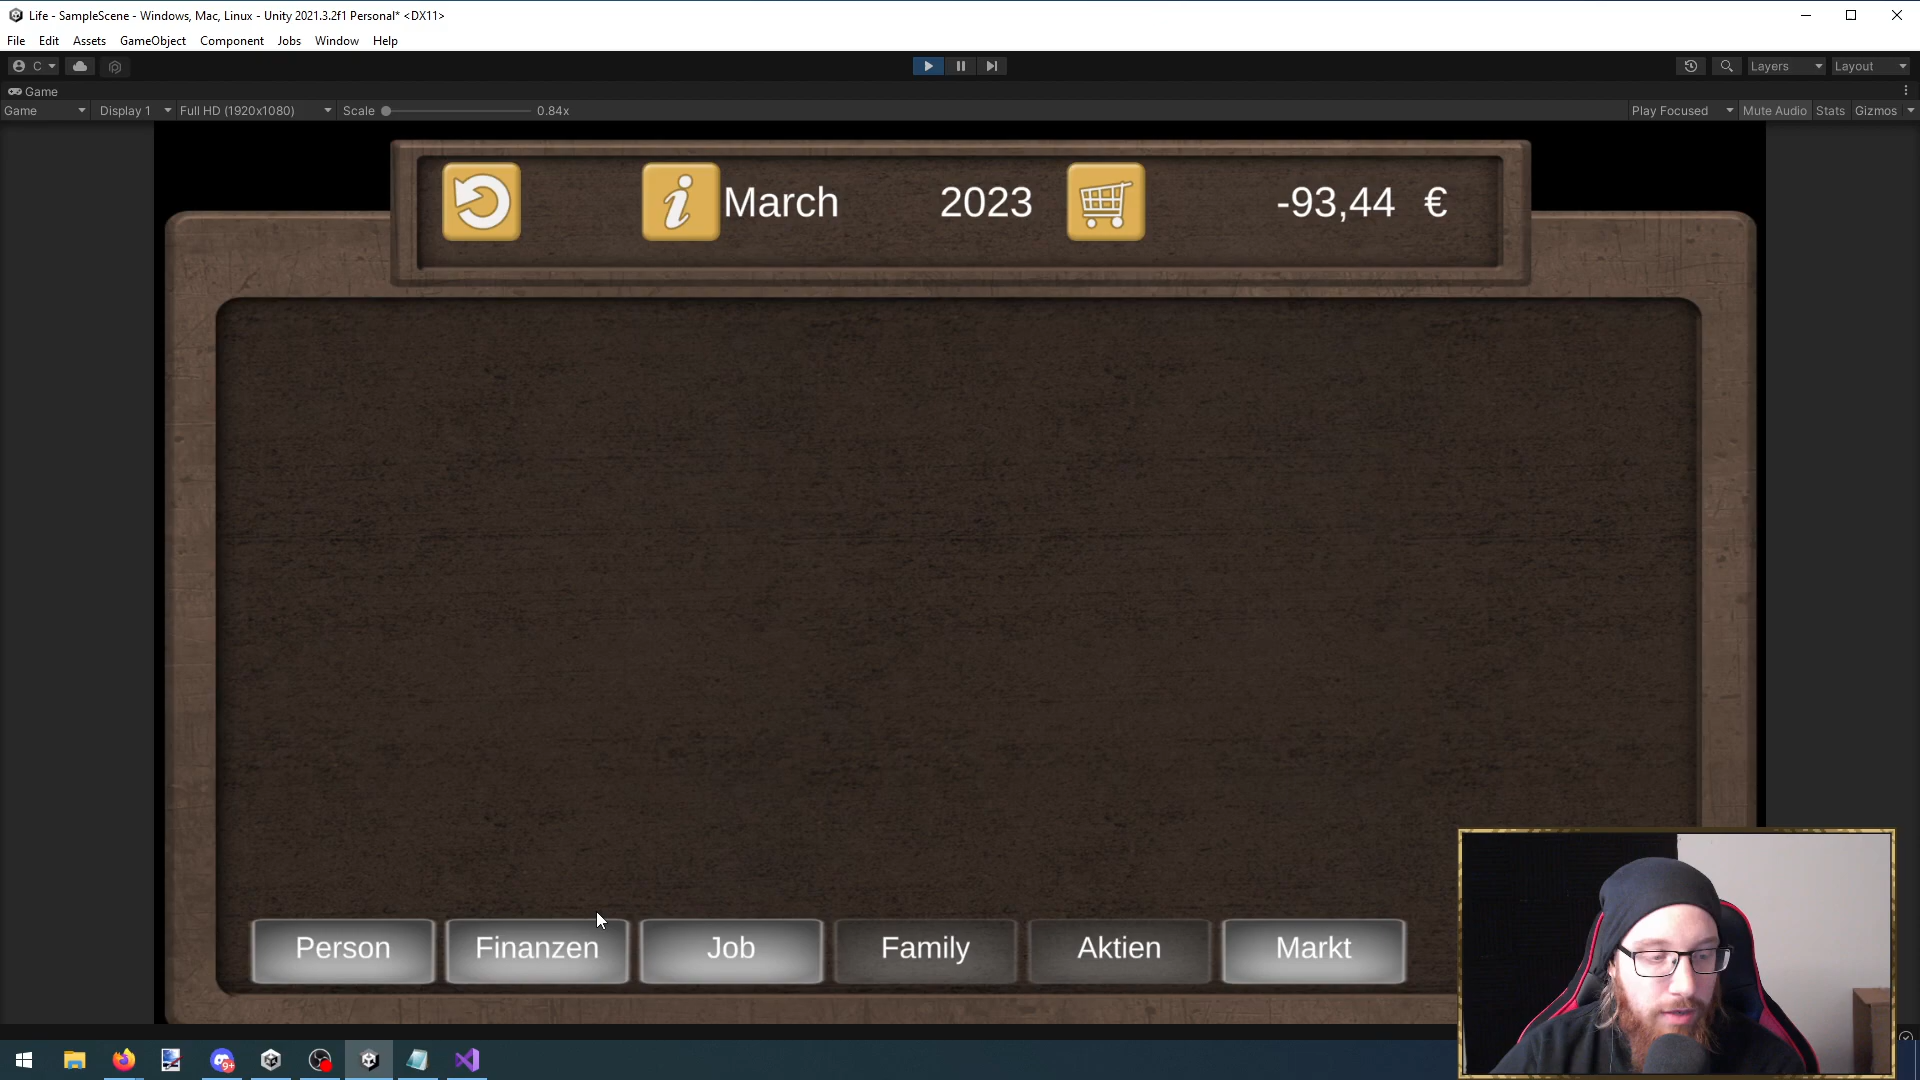 Life - SampleScene - Windows, Mac, Linux - Unity 2021.3.2f1 Personal* <DX11>
File Edit Assets GameObject Component Jobs Window Help
C Layers Layout
Game
Game Display 1 Full HD (1920x1080) Scale 0.84x Play Focused Mute Audio Stats Gizmos
i March 2023 -93,44 €
Person Finanzen Job Family Aktien Markt
9+